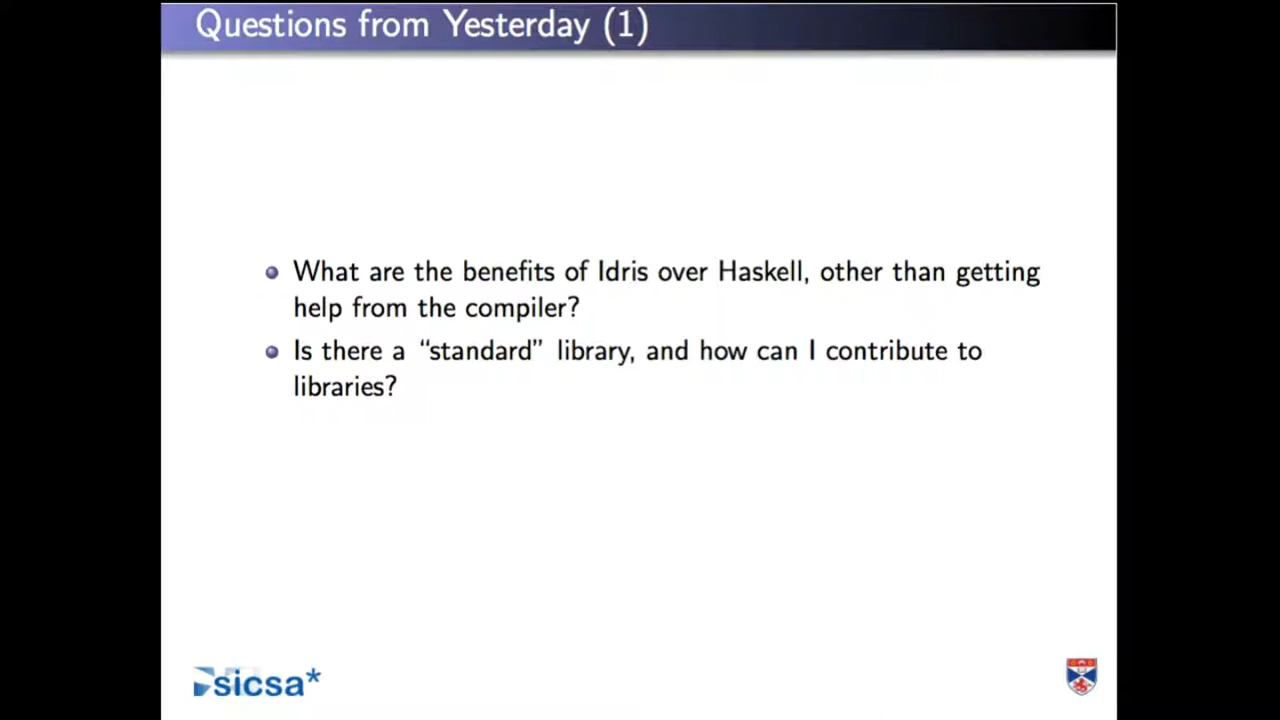 Questions from Yesterday (1)
What are the benefits of Idris over Haskell, other than getting
help from the compiler?
Is there a “standard” library, and how can I contribute to
libraries?
sicsa*